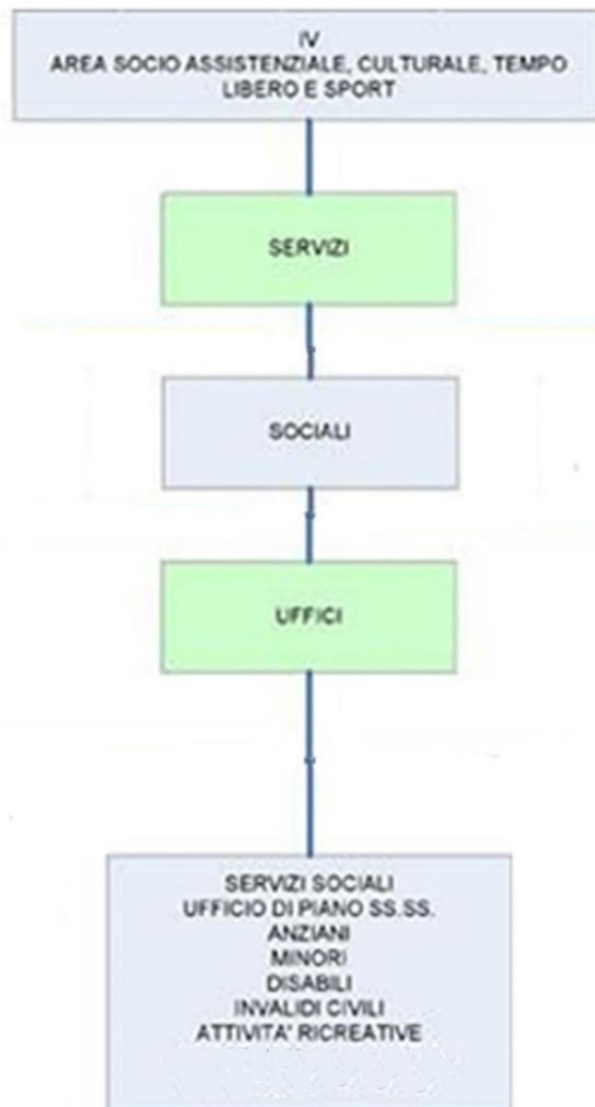 IV
AREA SOCIO ASSISTENZIALE, CULTURALE, TEMPO
LIBERO E SPORT
SERVIZI
SOCIALI
UFFICI
SERVIZI SOCIALI
UFFICIO DI PIANO SS.SS.
ANZIANI
MINORI
DISABILI
INVALIDI CIVILI
ATTIVITA' RICREATIVE